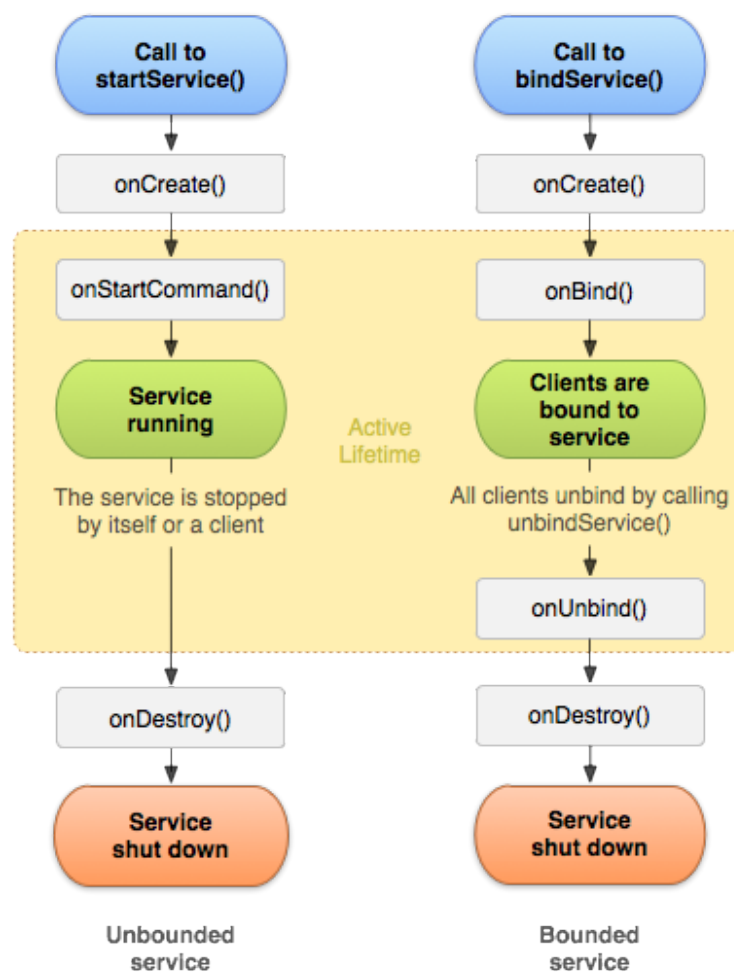 Call to
startService()
onCreate()
onStartCommand()
Service
running
The service is stopped
by itself or a client
onDestroy()
Service
shut down
Unbounded
service
Active
Lifetime
Call to
bindService()
onCreate()
onBind()
Clients are
bound to
service
All clients unbind by calling
unbindService()
onUnbind()
onDestroy()
Service
shut down
Bounded
service